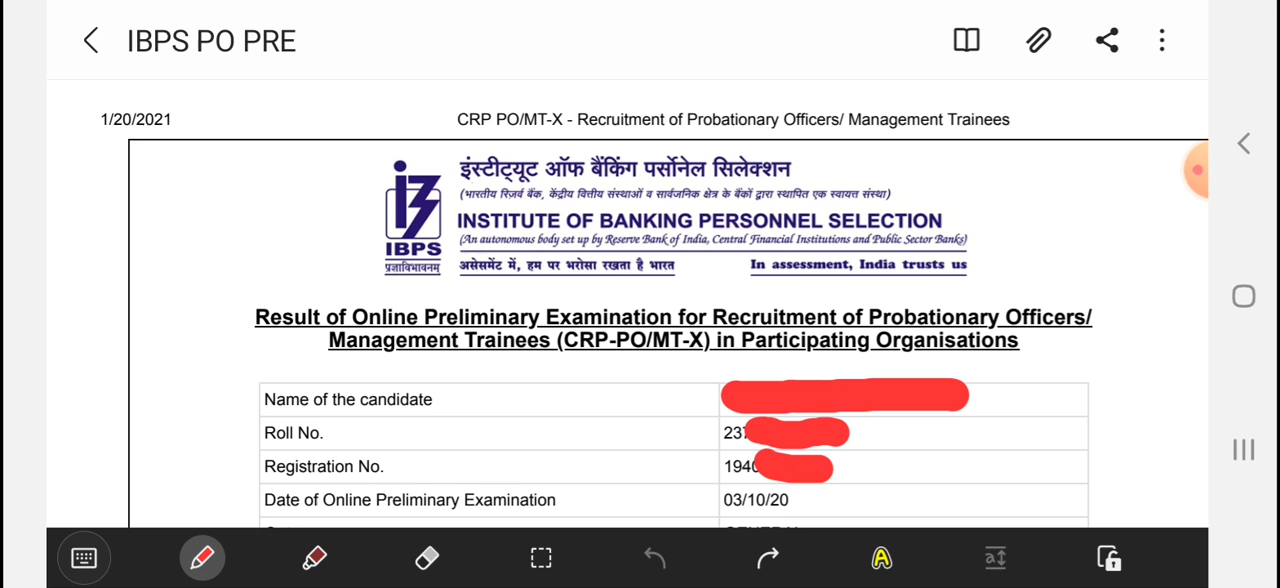 IBPS PO PRE
1/20/2021 CRP PO/MT-X - Recruitment of Probationary Officers/ Management Trainees
इंस्टीट्यूट ऑफ बैंकिंग पर्सोनेल सिलेक्शन
(भारतीय रिज़र्व बैंक, केंद्रीय वित्तीय संस्थाओं व सार्वजनिक क्षेत्र के बैंकों द्वारा स्थापित एक स्वायत्त संस्था)
INSTITUTE OF BANKING PERSONNEL SELECTION
(An autonomous body set up by Reserve Bank of India, Central Financial Institutions and Public Sector Banks)
IBPS
प्रज्ञाविभावनम् असेसमेंट में, हम पर भरोसा रखता है भारत In assessment, India trusts us
Result of Online Preliminary Examination for Recruitment of Probationary Officers/
Management Trainees (CRP-PO/MT-X) in Participating Organisations
Name of the candidate
Roll No. 237
Registration No. 1940
Date of Online Preliminary Examination 03/10/20